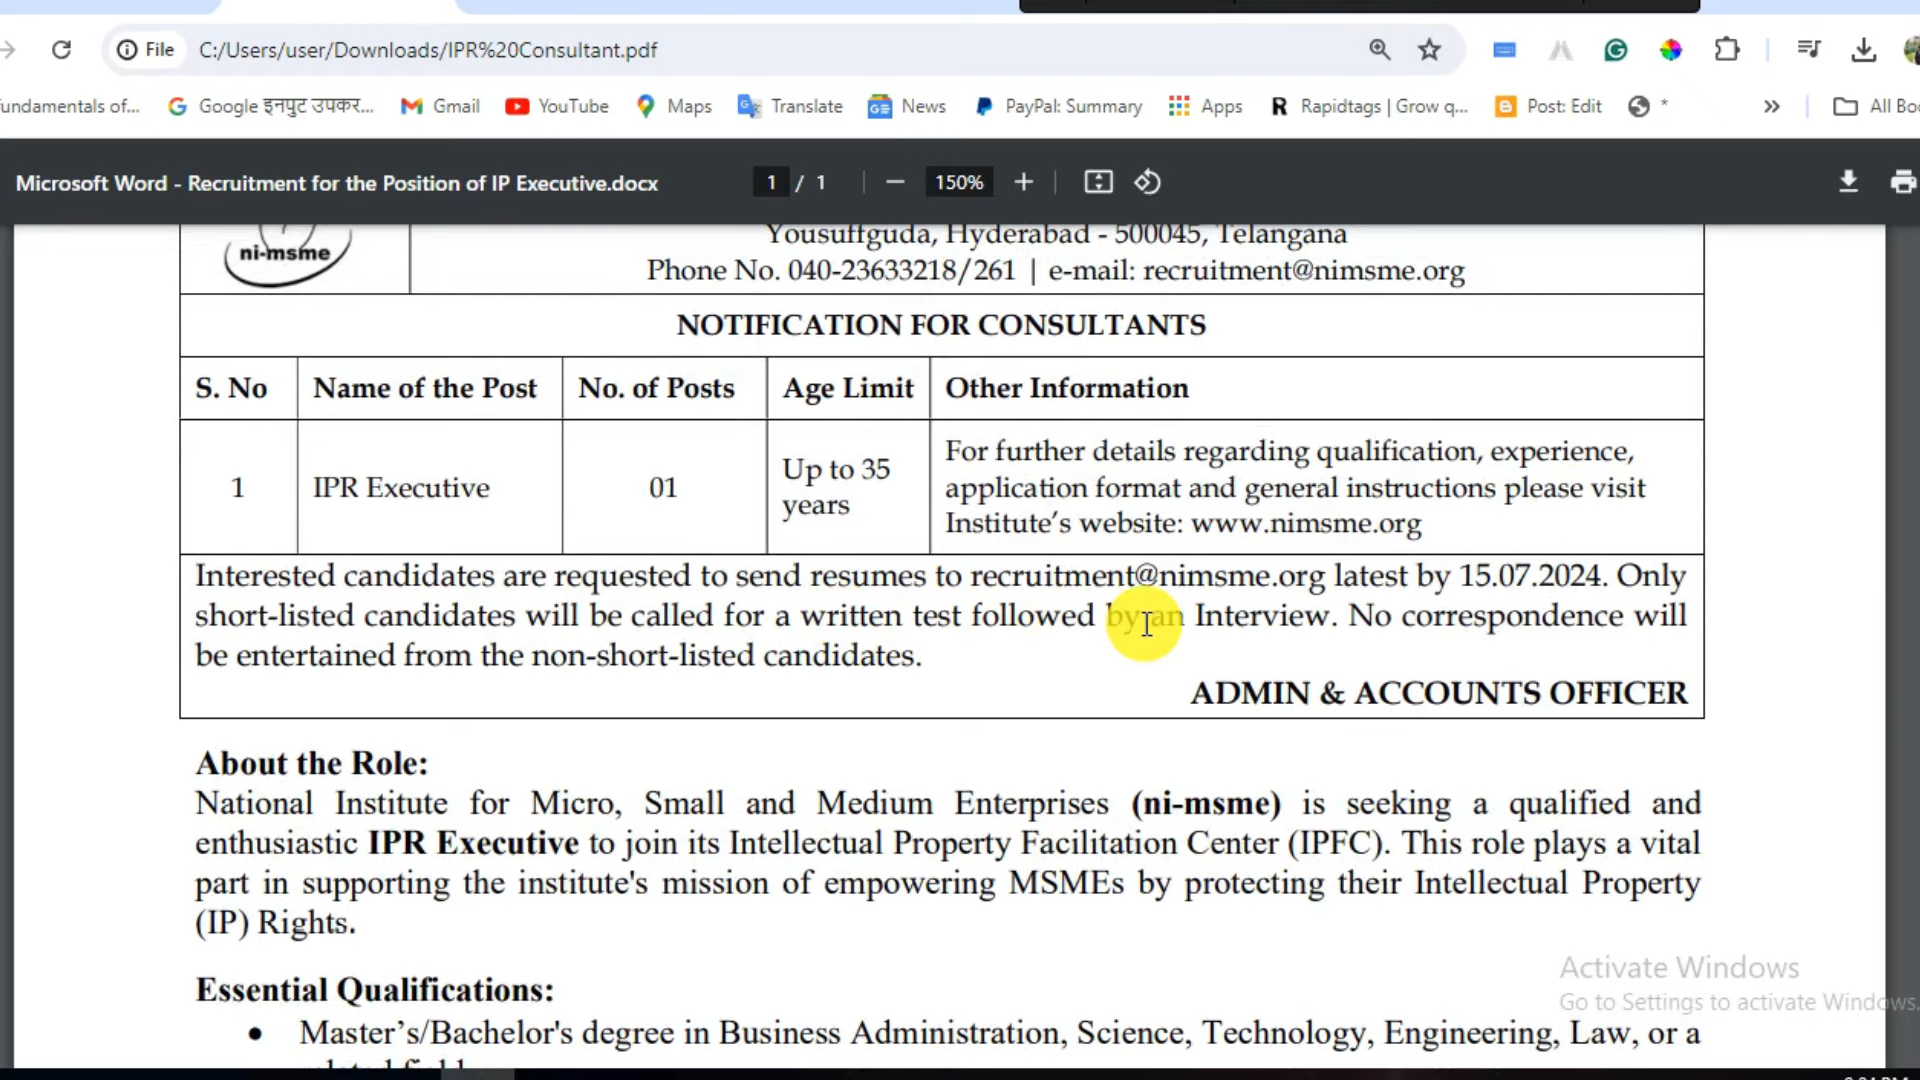 File C:/Users/user/Downloads/IPR%20Consultant.pdf
undamentals of... Google इनपुट उपकर... Gmail YouTube Maps Translate News PayPal: Summary Apps Rapidtags | Grow q... Post: Edit * » All Boo
Microsoft Word - Recruitment for the Position of IP Executive.docx 1 / 1 150%
ni-msme
Yousuffguda, Hyderabad - 500045, Telangana
Phone No. 040-23633218/261 | e-mail: recruitment@nimsme.org
NOTIFICATION FOR CONSULTANTS
S. No Name of the Post No. of Posts Age Limit Other Information
1 IPR Executive 01 Up to 35 years For further details regarding qualification, experience,
application format and general instructions please visit
Institute's website: www.nimsme.org
Interested candidates are requested to send resumes to recruitment@nimsme.org latest by 15.07.2024. Only
short-listed candidates will be called for a written test followed by an Interview. No correspondence will
be entertained from the non-short-listed candidates.
ADMIN & ACCOUNTS OFFICER
About the Role:
National Institute for Micro, Small and Medium Enterprises (ni-msme) is seeking a qualified and
enthusiastic IPR Executive to join its Intellectual Property Facilitation Center (IPFC). This role plays a vital
part in supporting the institute's mission of empowering MSMEs by protecting their Intellectual Property
(IP) Rights.
Activate Windows
Go to Settings to activate Windows.
Essential Qualifications:
• Master's/Bachelor's degree in Business Administration, Science, Technology, Engineering, Law, or a